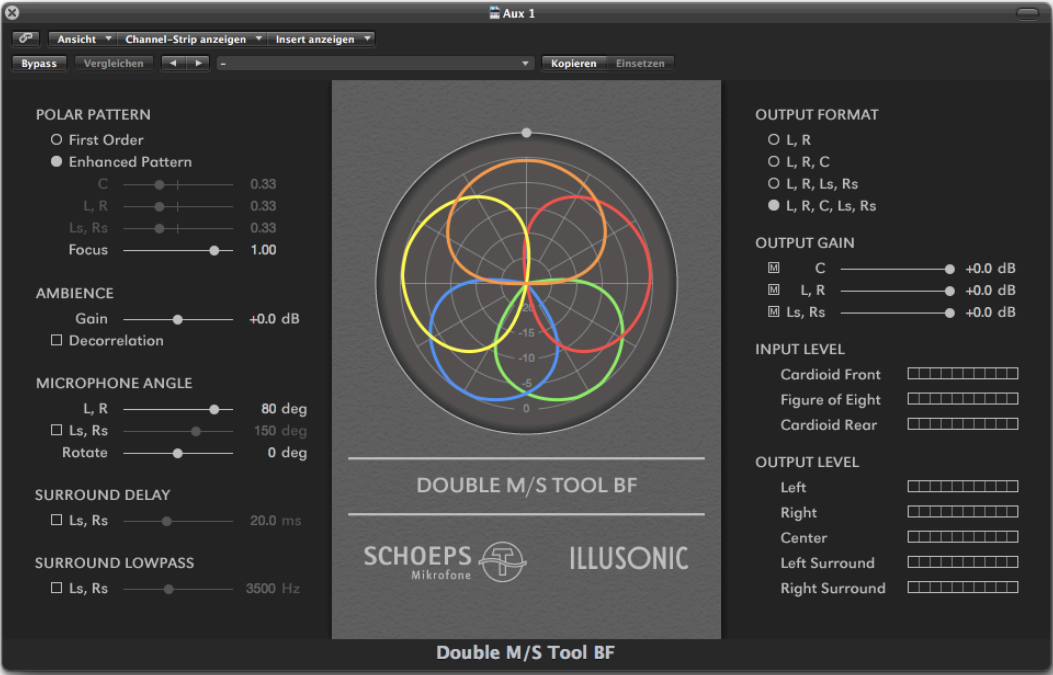 Aux 1
Ansicht Channel-Strip anzeigen Insert anzeigen
Bypass Vergleichen - Kopieren Einsetzen
POLAR PATTERN
First Order
Enhanced Pattern
C 0.33
L, R 0.33
Ls, Rs 0.33
Focus 1.00
AMBIENCE
Gain +0.0 dB
Decorrelation
MICROPHONE ANGLE
L, R 80 deg
Ls, Rs 150 deg
Rotate 0 deg
SURROUND DELAY
Ls, Rs 20.0 ms
SURROUND LOWPASS
Ls, Rs 3500 Hz
-20
-15
-10
-5
0
DOUBLE M/S TOOL BF
SCHOEPS
Mikrofone
ILLUSONIC
OUTPUT FORMAT
L, R
L, R, C
L, R, Ls, Rs
L, R, C, Ls, Rs
OUTPUT GAIN
M C +0.0 dB
M L, R +0.0 dB
M Ls, Rs +0.0 dB
INPUT LEVEL
Cardioid Front
Figure of Eight
Cardioid Rear
OUTPUT LEVEL
Left
Right
Center
Left Surround
Right Surround
Double M/S Tool BF